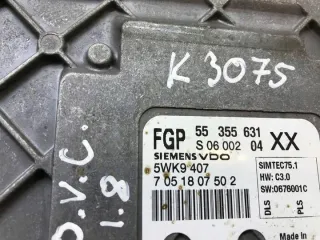 K 3075
FGP 55 355 631 XX
S 06 002 04
SIEMENS VDO
5WK9 407
7 05 18 07 50 2
SIMTEC75.1
HW: C3.0
SW:0676001C
DLS
PLS
Made in
D.V.C.
1.8